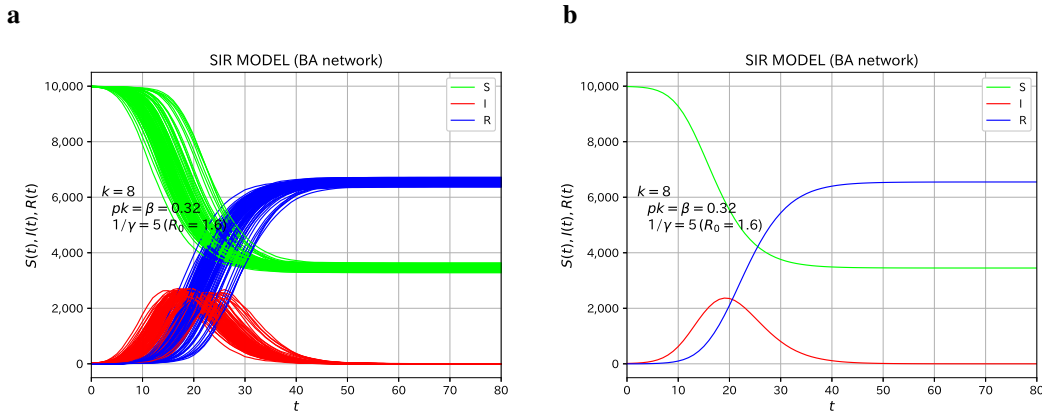 a
SIR MODEL (BA network)
S(t), I(t), R(t)
10,000
8,000
6,000
4,000
2,000
0
S
I
R
k = 8
pk = β = 0.32
1/γ = 5 (R₀ = 1.6)
0 10 20 30 40 50 60 70 80
t
b
SIR MODEL (BA network)
S(t), I(t), R(t)
10,000
8,000
6,000
4,000
2,000
0
S
I
R
k = 8
pk = β = 0.32
1/γ = 5 (R₀ = 1.6)
0 10 20 30 40 50 60 70 80
t